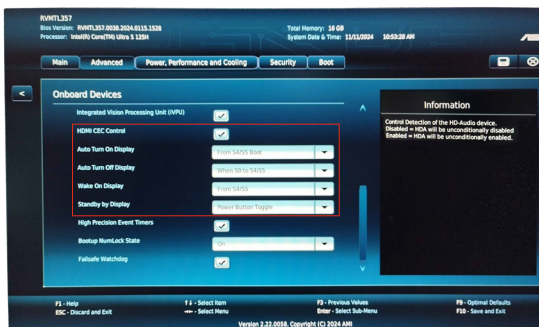 RVMTL357
Bios Version: RVMTL357.0038.2024.0115.1528
Processor: Intel(R) Core(TM) Ultra 5 125H
Total Memory: 16 GB
System Date & Time: 11/11/2024 10:53:28 AM
Main Advanced Power, Performance and Cooling Security Boot
<
Onboard Devices
Integrated Vision Processing Unit (iVPU)
HDMI CEC Control
Auto Turn On Display From S4/S5 Boot
Auto Turn Off Display When S0 to S4/S5
Wake On Display From S4/S5
Standby by Display Power Button Toggle
High Precision Event Timers
Bootup NumLock State On
Failsafe Watchdog
Information
Control Detection of the HD-Audio device.
Disabled = HDA will be unconditionally disabled
Enabled = HDA will be unconditionally enabled.
F1 - Help
ESC - Discard and Exit
↑↓ - Select Item
→← - Select Menu
F3 - Previous Values
Enter - Select Sub-Menu
F9 - Optimal Defaults
F10 - Save and Exit
Version 2.22.0058. Copyright (C) 2024 AMI